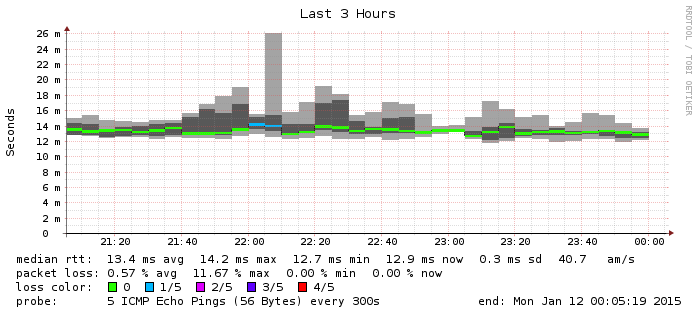 Last 3 Hours
RRDTOOL / TOBI OETIKER
Seconds
26 m
24 m
22 m
20 m
18 m
16 m
14 m
12 m
10 m
8 m
6 m
4 m
2 m
0
21:20 21:40 22:00 22:20 22:40 23:00 23:20 23:40 00:00
median rtt: 13.4 ms avg 14.2 ms max 12.7 ms min 12.9 ms now 0.3 ms sd 40.7 am/s
packet loss: 0.57 % avg 11.67 % max 0.00 % min 0.00 % now
loss color: 0 1/5 2/5 3/5 4/5
probe: 5 ICMP Echo Pings (56 Bytes) every 300s end: Mon Jan 12 00:05:19 2015